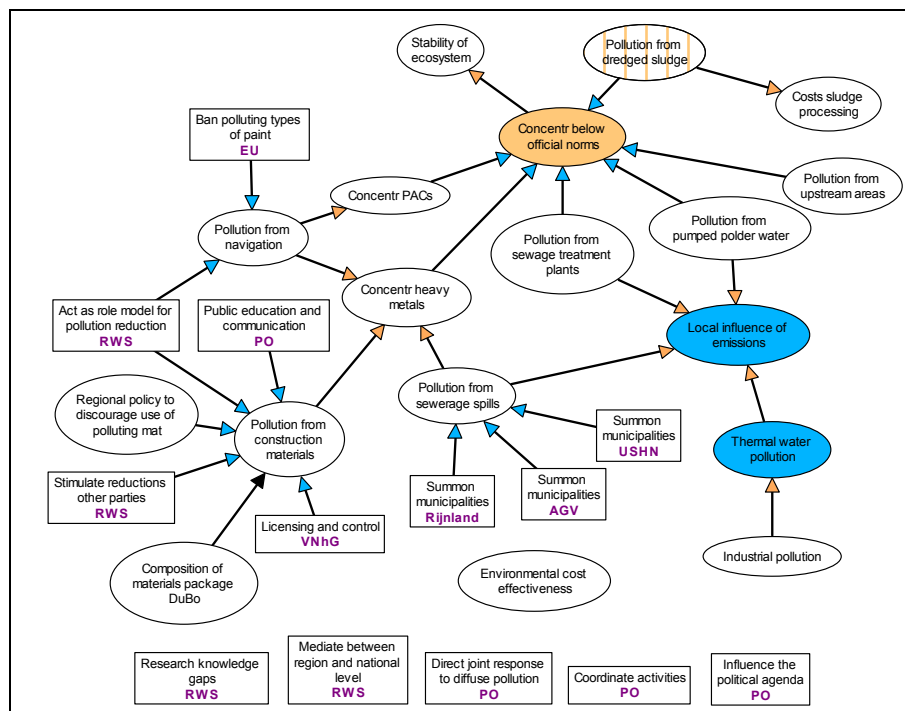 Stability of
ecosystem
Pollution from
dredged sludge
Costs sludge
processing
Ban polluting
types of paint
EU
Concentr below
official norms
Concentr PACs
Pollution from
upstream areas
Pollution from
navigation
Pollution from
sewage treatment
plants
Pollution from
pumped polder water
Concentr heavy
metals
Act as role model for
pollution reduction
RWS
Public education and
communication
PO
Local influence of
emissions
Regional policy to
discourage use of
polluting mat
Pollution from
construction
materials
Pollution from
sewerage spills
Summon
municipalities
USHN
Thermal water
pollution
Stimulate reductions
other parties
RWS
Summon
municipalities
Rijnland
Summon
municipalities
AGV
Licensing and control
VNhG
Industrial pollution
Composition of
materials package
DuBo
Environmental cost
effectiveness
Research knowledge
gaps
RWS
Mediate between
region and national
level
RWS
Direct joint response
to diffuse pollution
PO
Coordinate activities
PO
Influence the
political agenda
PO